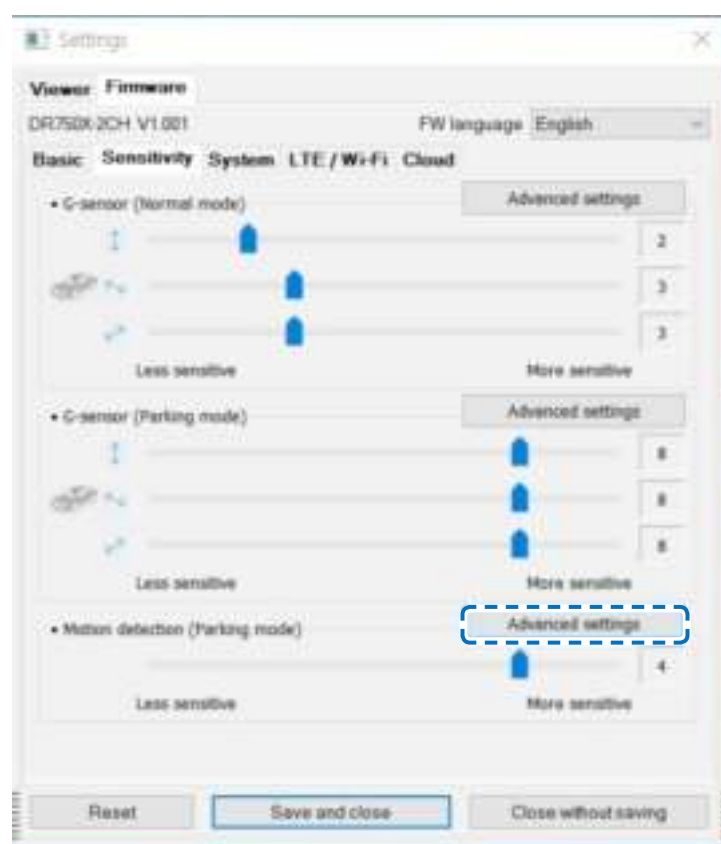 Settings
Viewer Firmware
DR750X-2CH V1.001 FW language English
Basic Sensitivity System LTE / Wi-Fi Cloud
• G-sensor (Normal mode) Advanced settings
2
3
3
Less sensitive More sensitive
• G-sensor (Parking mode) Advanced settings
8
8
8
Less sensitive More sensitive
• Motion detection (Parking mode) Advanced settings
4
Less sensitive More sensitive
Reset Save and close Close without saving